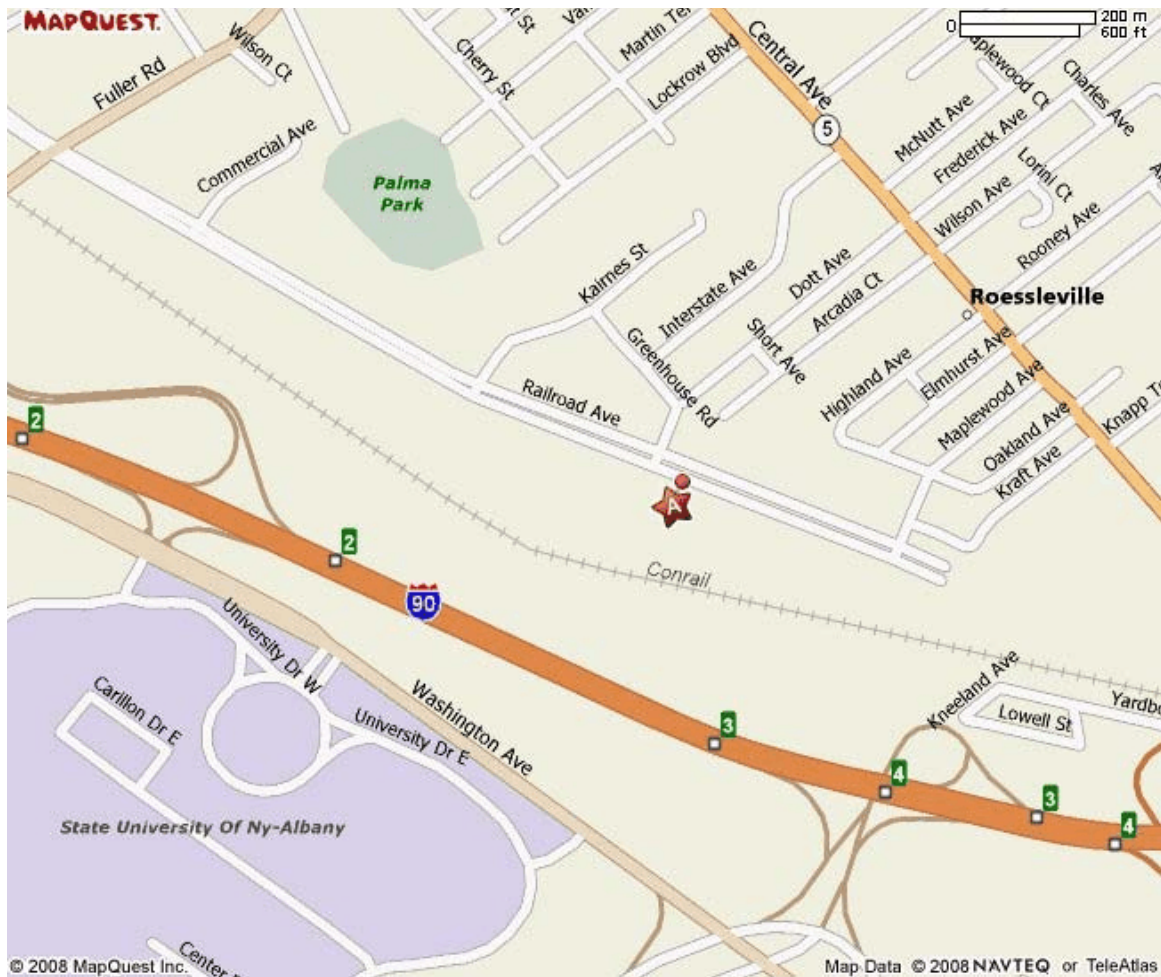 MAPQUEST.
0
200 m
600 ft
Fuller Rd
Wilson Ct
Cherry St
Martin Ter
Lockrow Blvd
Central Ave
5
Maplewood Ct
Charles Ave
McNutt Ave
Frederick Ave
Lorini Ct
Wilson Ave
Rooney Ave
Commercial Ave
Palma
Park
Kairnes St
Interstate Ave
Dott Ave
Arcadia Ct
Short Ave
Greenhouse Rd
Railroad Ave
Roessleville
Highland Ave
Elmhurst Ave
Maplewood Ave
Oakland Ave
Kraft Ave
Knapp
A
2
2
90
Conrail
University Dr W
Carillon Dr E
University Dr E
Washington Ave
State University Of Ny-Albany
Kneeland Ave
Lowell St
3
4
3
4
Center
© 2008 MapQuest Inc.
Map Data © 2008 NAVTEQ or TeleAtlas